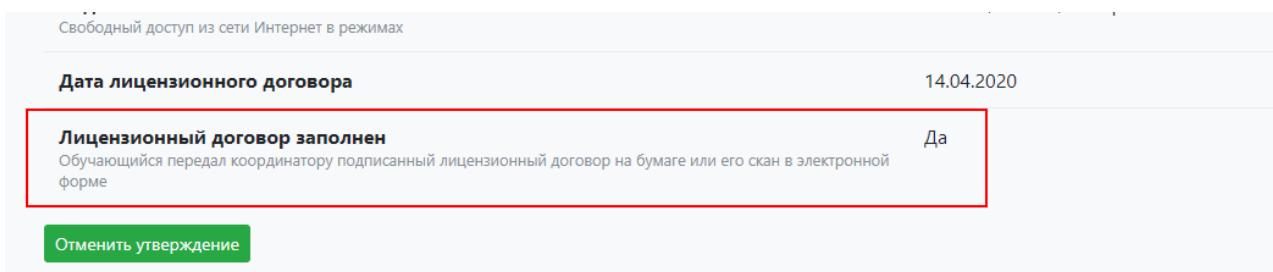 Свободный доступ из сети Интернет в режимах
Дата лицензионного договора 14.04.2020
Лицензионный договор заполнен Да
Обучающийся передал координатору подписанный лицензионный договор на бумаге или его скан в электронной
форме
Отменить утверждение